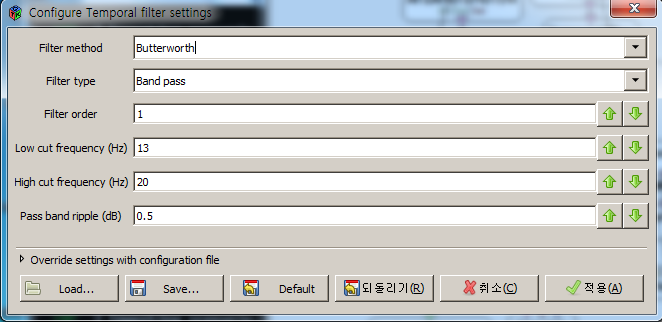 Configure Temporal filter settings
Filter method Butterworth
Filter type Band pass
Filter order 1
Low cut frequency (Hz) 13
High cut frequency (Hz) 20
Pass band ripple (dB) 0.5
Override settings with configuration file
Load... Save... Default 되돌리기(R) 취소(C) 적용(A)